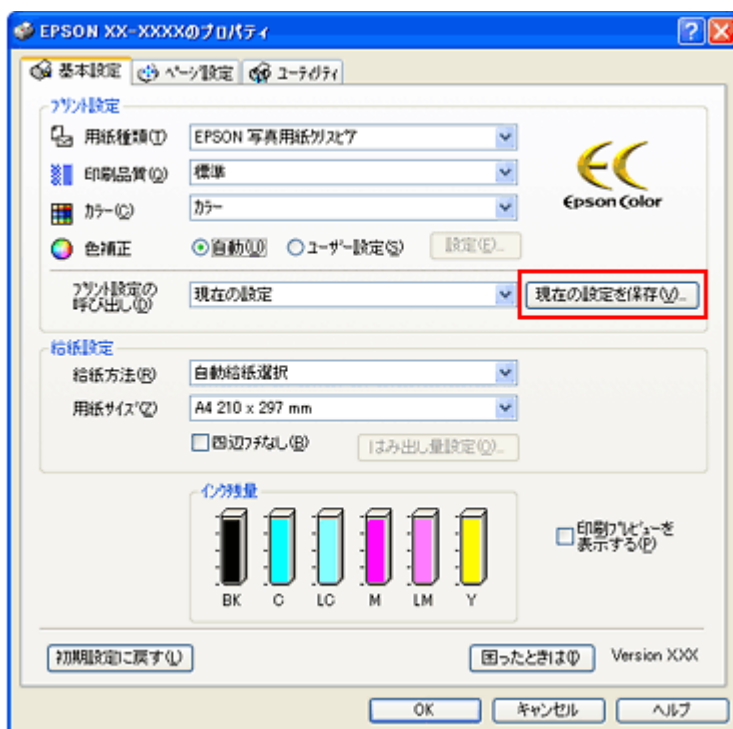 EPSON XX-XXXXのプロパティ
基本設定 ページ設定 ユーティリティ
プリント設定
用紙種類(T) EPSON 写真用紙クリスピア
印刷品質(Q) 標準
カラー(C) カラー
色補正 自動(U) ユーザー設定(S) 設定(E)...
Epson Color
プリント設定の
呼び出し(D) 現在の設定 現在の設定を保存(V)...
給紙設定
給紙方法(R) 自動給紙選択
用紙サイズ(Z) A4 210 x 297 mm
四辺フチなし(B) はみ出し量設定(O)...
インク残量
BK C LC M LM Y
印刷プレビューを
表示する(P)
初期設定に戻す(L) 困ったときは(I) Version XXX
OK キャンセル ヘルプ